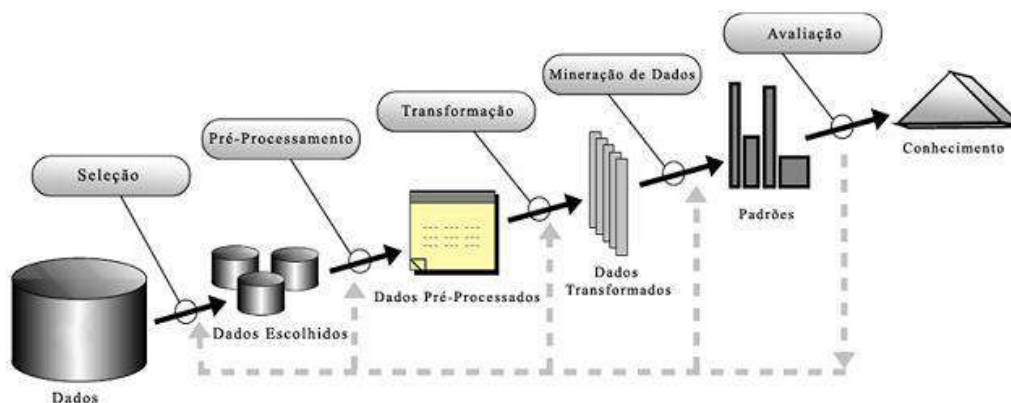 Avaliação
Mineração de Dados
Transformação
Pré-Processamento
Seleção
Conhecimento
Padrões
Dados
Transformados
Dados Pré-Processados
Dados Escolhidos
Dados